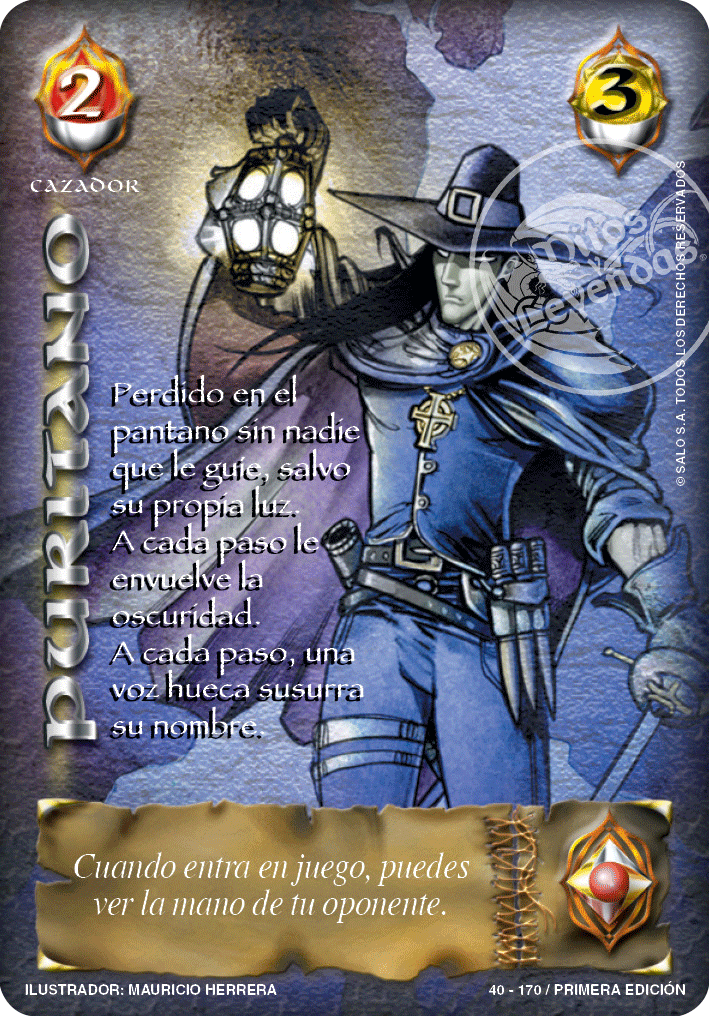 2
3
CAZADOR
Mitos
Leyendas
®
PURITANO
Perdido en el
pantano sin nadie
que le guíe, salvo
su propia luz.
A cada paso le
envuelve la
oscuridad.
A cada paso, una
voz hueca susurra
su nombre.
© SALO S.A. TODOS LOS DERECHOS RESERVADOS
Cuando entra en juego, puedes
ver la mano de tu oponente.
ILUSTRADOR: MAURICIO HERRERA
40 - 170 / PRIMERA EDICIÓN